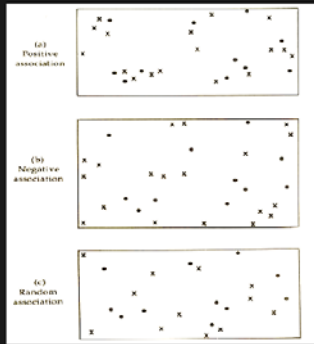 (a)
Positive
association
(b)
Negative
association
(c)
Random
association